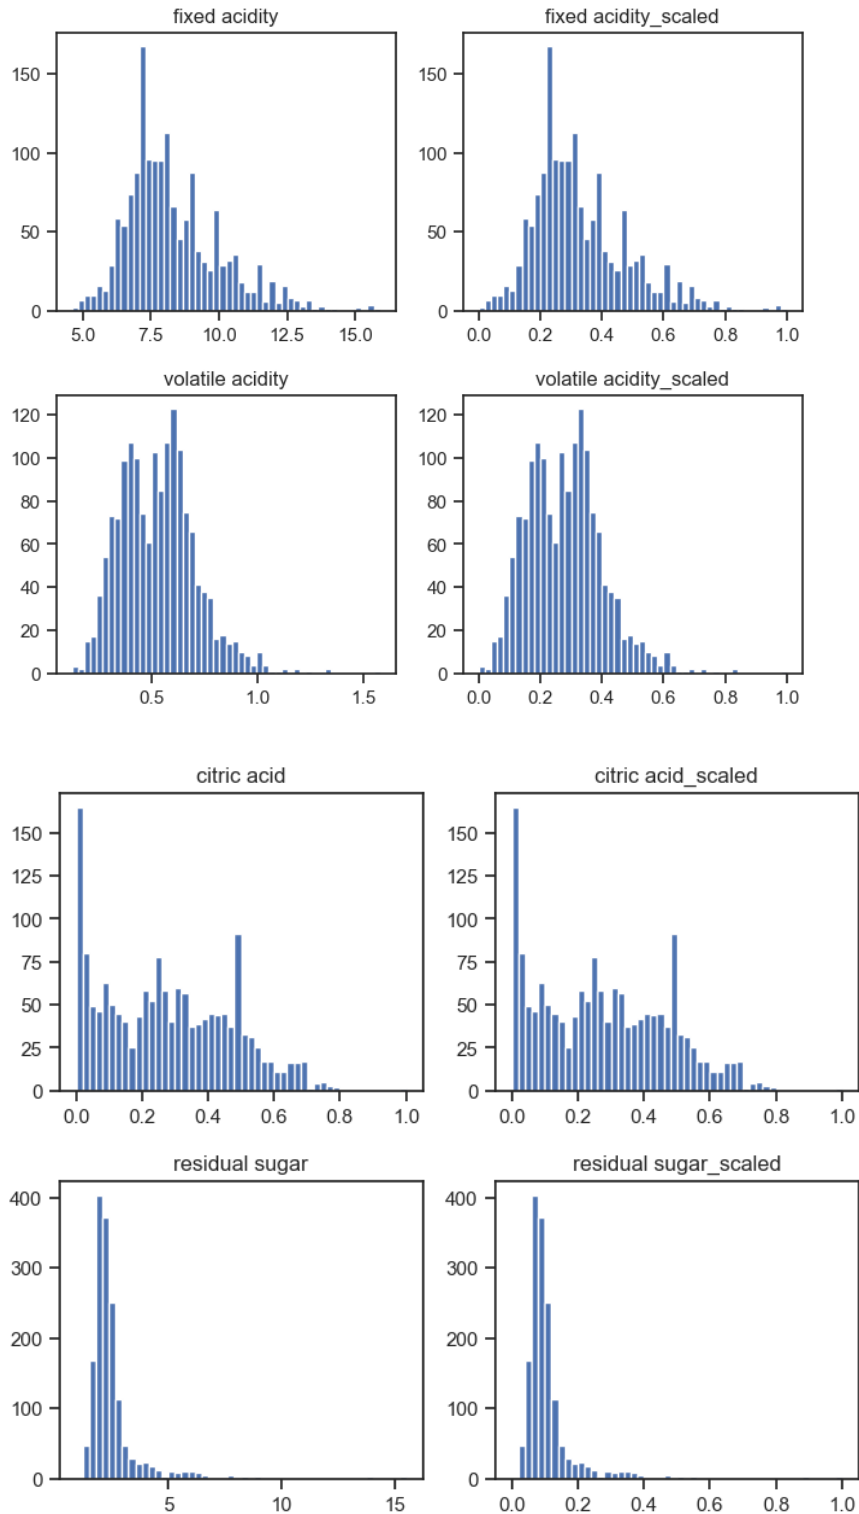 fixed acidity
fixed acidity_scaled
150
100
50
0
5.0 7.5 10.0 12.5 15.0
150
100
50
0
0.0 0.2 0.4 0.6 0.8 1.0
volatile acidity
volatile acidity_scaled
120
100
80
60
40
20
0
0.5 1.0 1.5
120
100
80
60
40
20
0
0.0 0.2 0.4 0.6 0.8 1.0
citric acid
citric acid_scaled
150
125
100
75
50
25
0
0.0 0.2 0.4 0.6 0.8 1.0
150
125
100
75
50
25
0
0.0 0.2 0.4 0.6 0.8 1.0
residual sugar
residual sugar_scaled
400
300
200
100
0
5 10 15
400
300
200
100
0
0.0 0.2 0.4 0.6 0.8 1.0